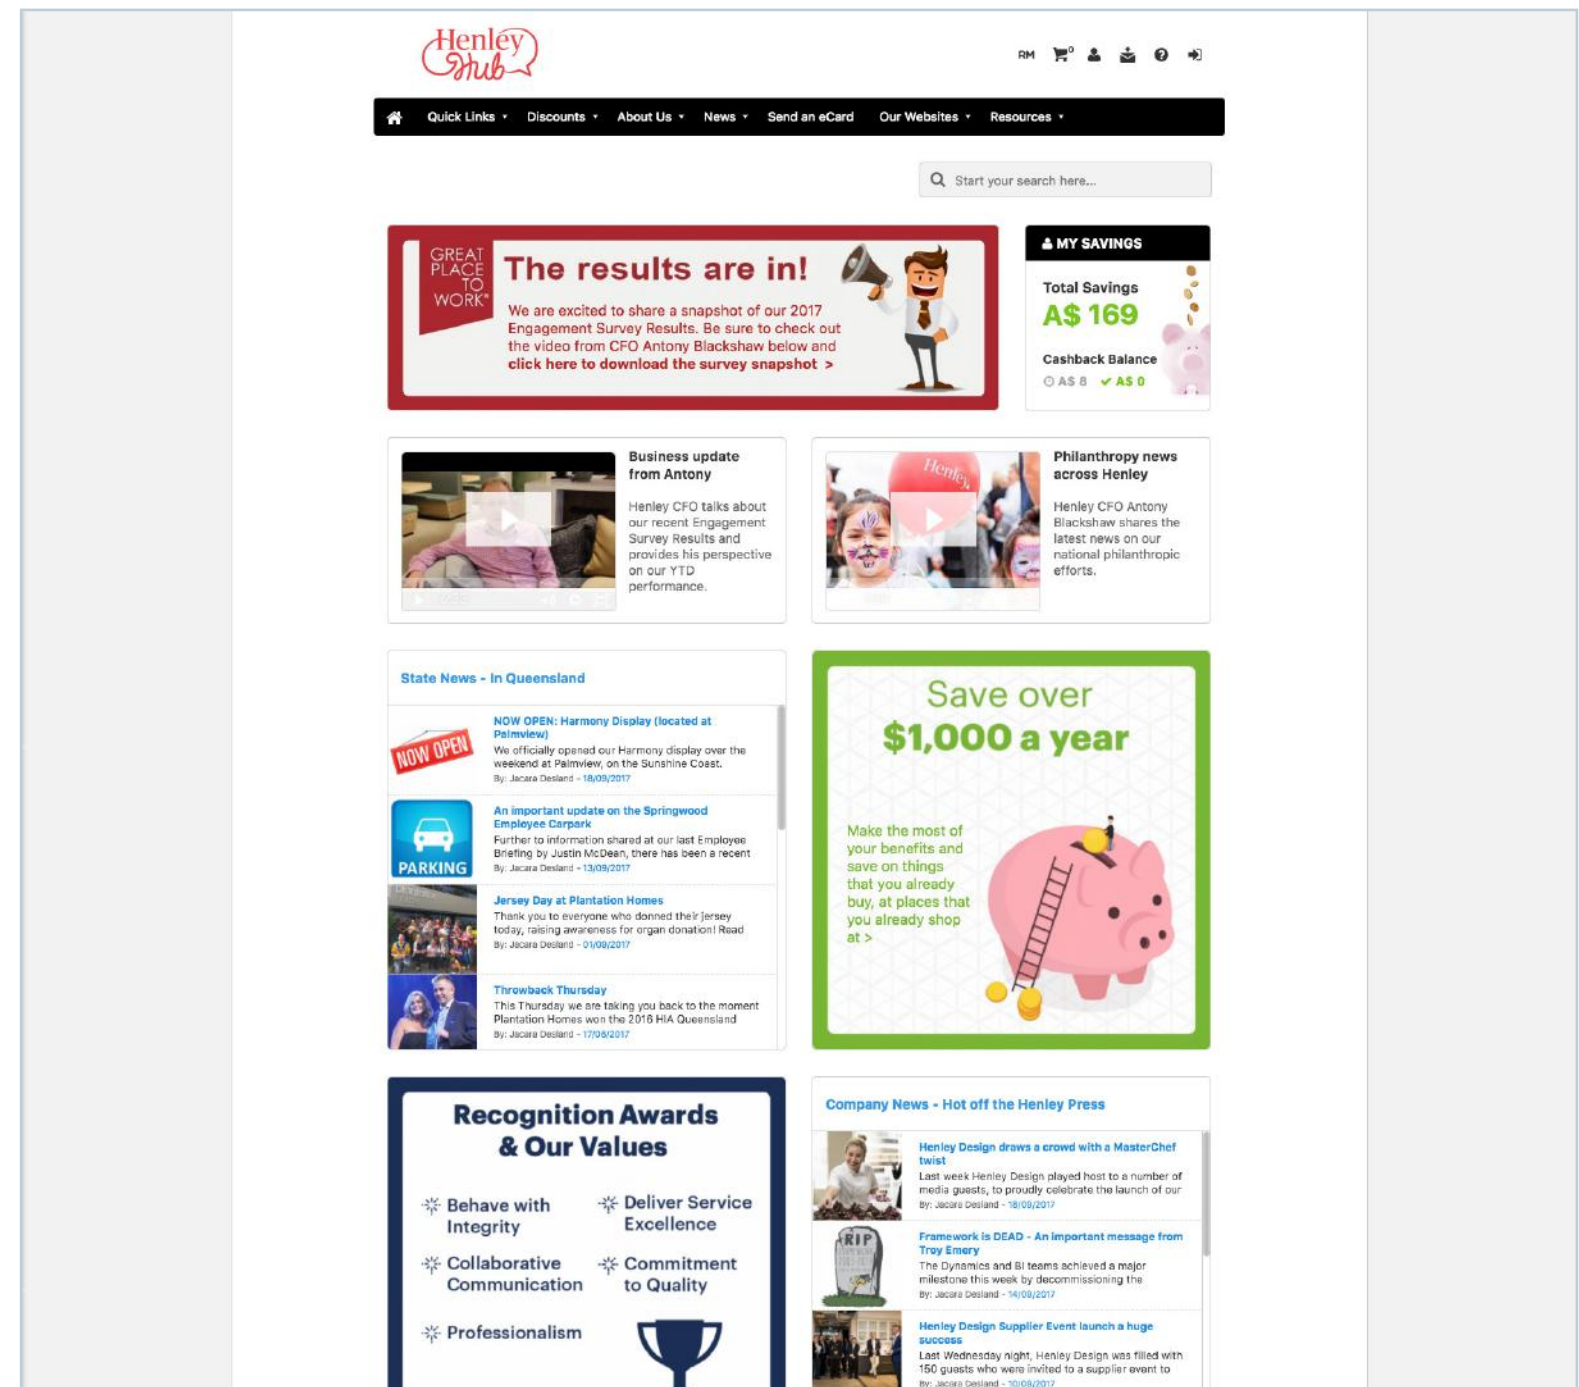 Henley
Hub
RM 0
Quick Links Discounts About Us News Send an eCard Our Websites Resources
Start your search here...
GREAT
PLACE
TO
WORK®
The results are in!
We are excited to share a snapshot of our 2017
Engagement Survey Results. Be sure to check out
the video from CFO Antony Blackshaw below and
click here to download the survey snapshot >
MY SAVINGS
Total Savings
A$ 169
Cashback Balance
A$ 8 A$ 0
Business update
from Antony
Henley CFO talks about
our recent Engagement
Survey Results and
provides his perspective
on our YTD
performance.
Henley
Philanthropy news
across Henley
Henley CFO Antony
Blackshaw shares the
latest news on our
national philanthropic
efforts.
State News - In Queensland
NOW OPEN
NOW OPEN: Harmony Display (located at
Palmview)
We officially opened our Harmony display over the
weekend at Palmview, on the Sunshine Coast.
By: Jacara Desland - 18/09/2017
PARKING
An important update on the Springwood
Employee Carpark
Further to information shared at our last Employee
Briefing by Justin McDean, there has been a recent
By: Jacara Desland - 13/09/2017
Jersey Day at Plantation Homes
Thank you to everyone who donned their jersey
today, raising awareness for organ donation! Read
By: Jacara Desland - 01/09/2017
Throwback Thursday
This Thursday we are taking you back to the moment
Plantation Homes won the 2016 HIA Queensland
By: Jacara Desland - 17/08/2017
Save over
$1,000 a year
Make the most of
your benefits and
save on things
that you already
buy, at places that
you already shop
at >
Recognition Awards
& Our Values
Behave with
Integrity
Deliver Service
Excellence
Collaborative
Communication
Commitment
to Quality
Professionalism
Company News - Hot off the Henley Press
Henley Design draws a crowd with a MasterChef
twist
Last week Henley Design played host to a number of
media guests, to proudly celebrate the launch of our
By: Jacara Desland - 18/09/2017
RIP
Framework is DEAD - An important message from
Troy Emery
The Dynamics and BI teams achieved a major
milestone this week by decommissioning the
By: Jacara Desland - 14/09/2017
Henley Design Supplier Event launch a huge
success
Last Wednesday night, Henley Design was filled with
150 guests who were invited to a supplier event to
By: Jacara Desland - 10/08/2017